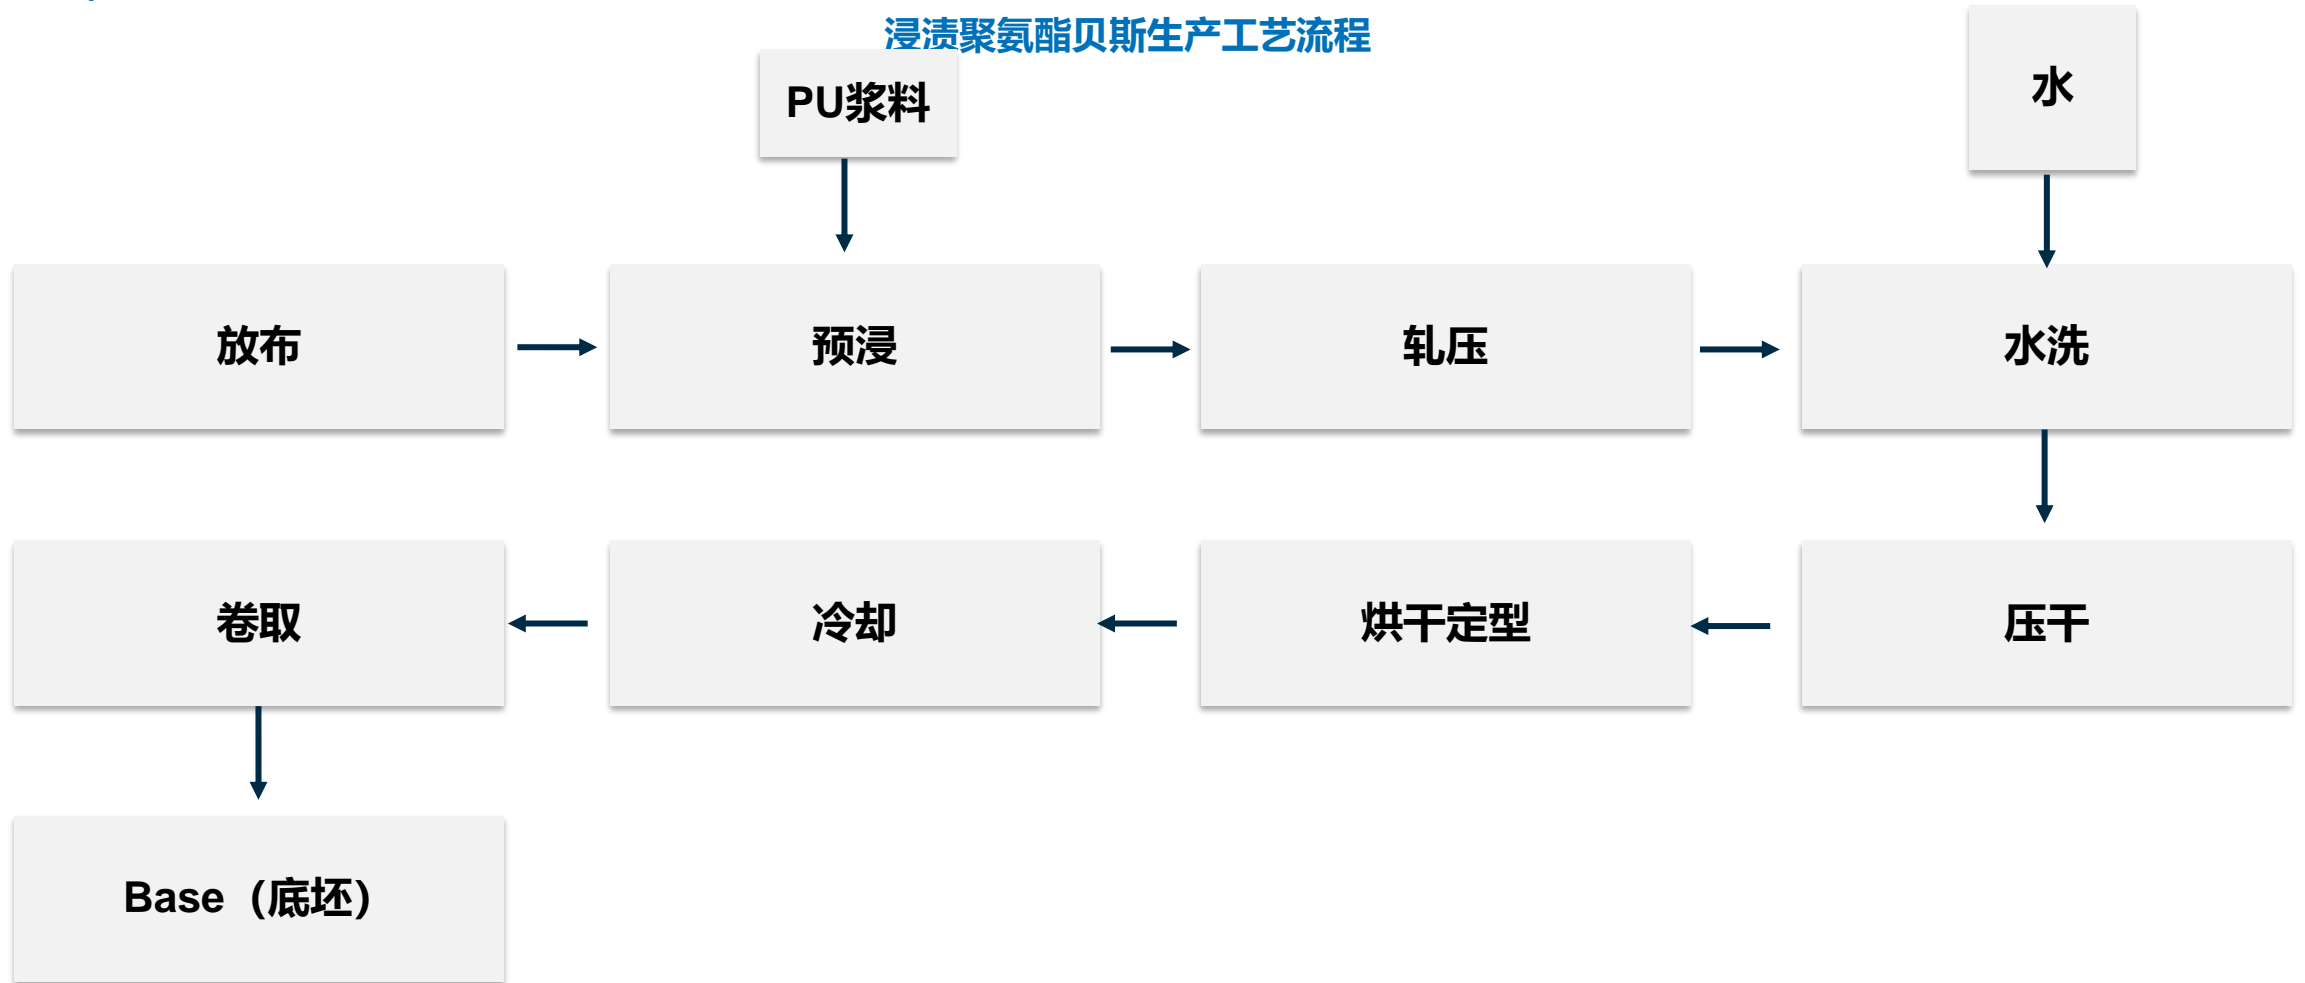 浸渍聚氨酯贝斯生产工艺流程
PU浆料
水
放布
预浸
轧压
水洗
卷取
冷却
烘干定型
压干
Base（底坯）